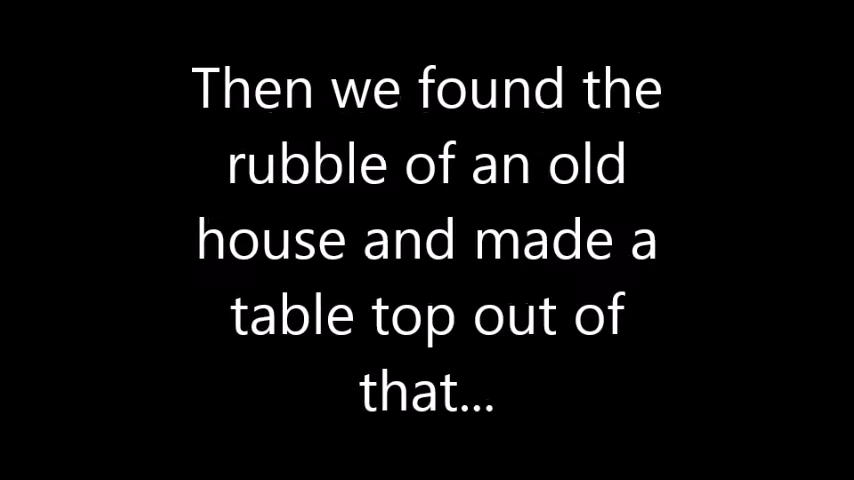 Then we found the
rubble of an old
house and made a
table top out of
that...